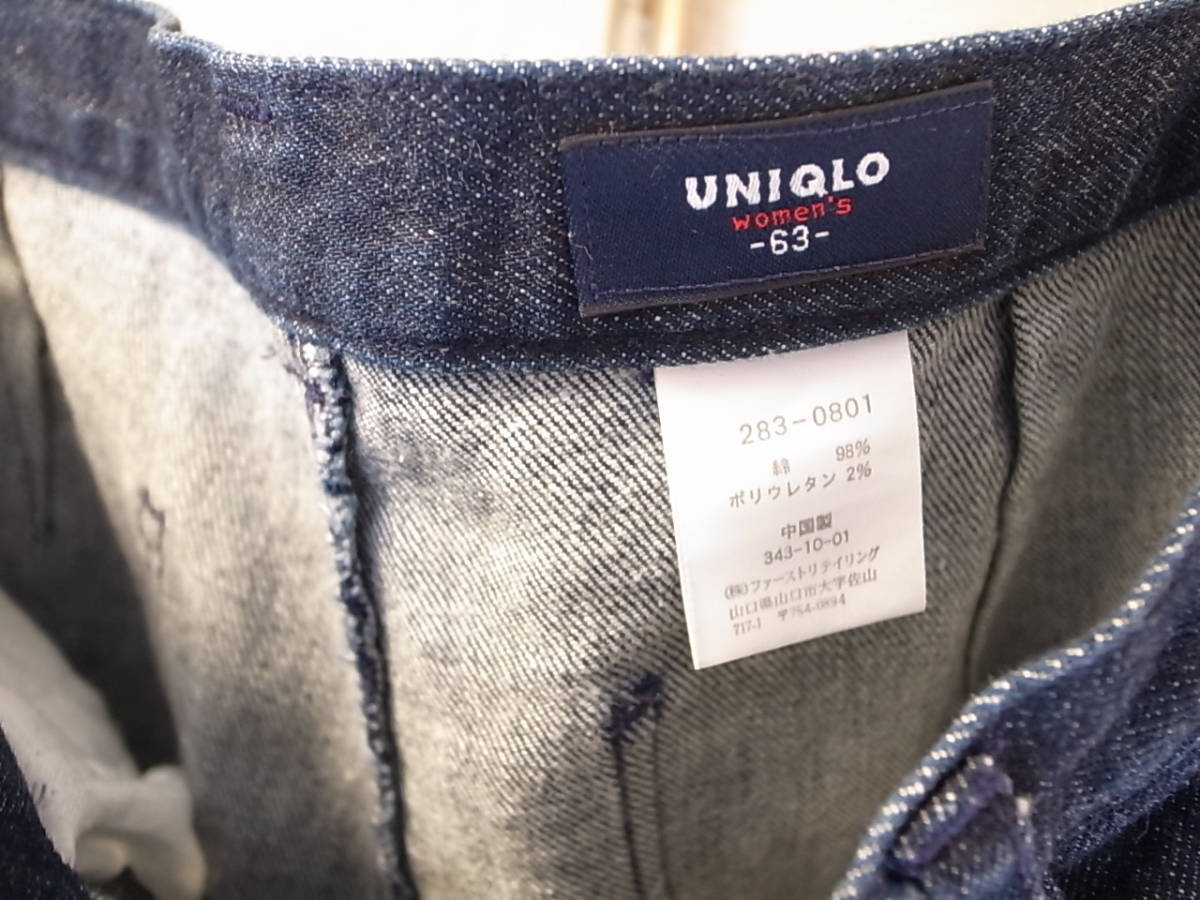 UNIQLO
women's
-63-
283-0801
綿 98%
ポリウレタン 2%
中国製
343-10-01
(株)ファーストリテイリング
山口県山口市大字佐山
717-1 〒754-0894